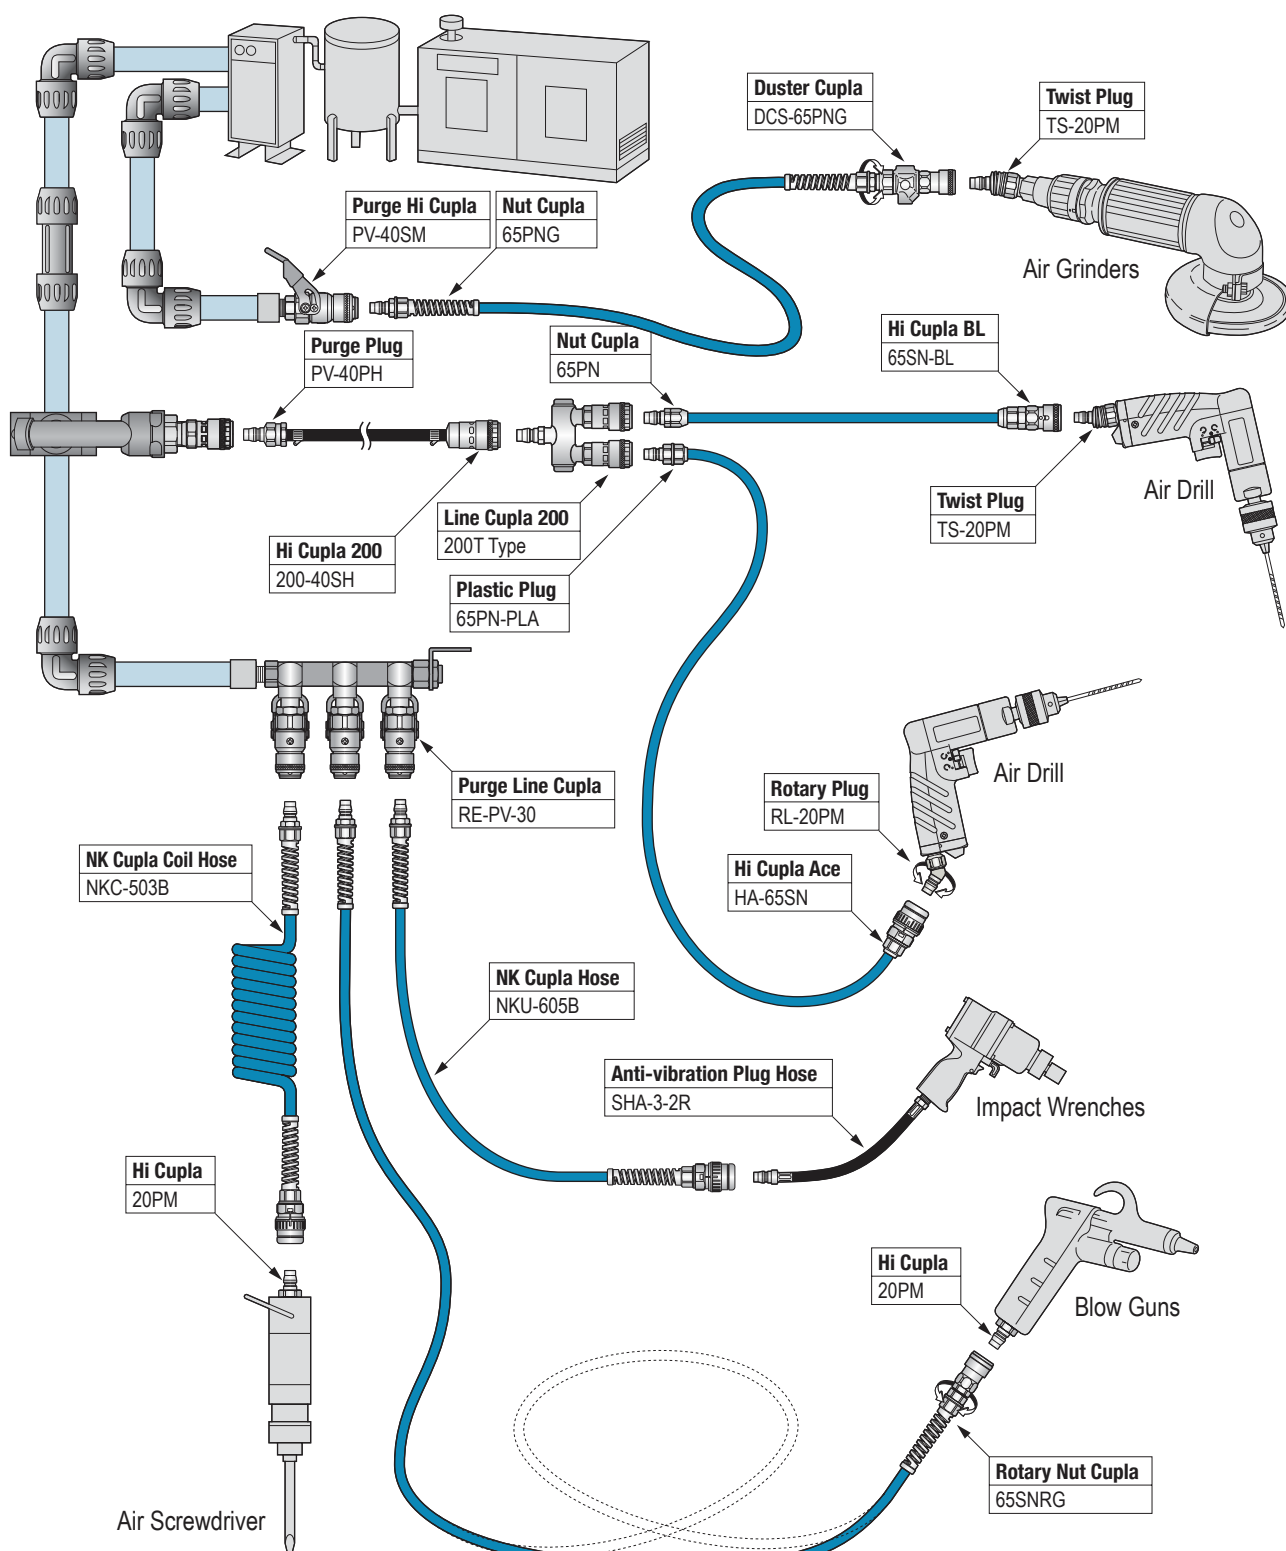 Duster Cupla
DCS-65PNG
Twist Plug
TS-20PM
Purge Hi Cupla
PV-40SM
Nut Cupla
65PNG
Air Grinders
Purge Plug
PV-40PH
Nut Cupla
65PN
Hi Cupla BL
65SN-BL
Air Drill
Twist Plug
TS-20PM
Line Cupla 200
200T Type
Hi Cupla 200
200-40SH
Plastic Plug
65PN-PLA
Purge Line Cupla
RE-PV-30
Air Drill
Rotary Plug
RL-20PM
NK Cupla Coil Hose
NKC-503B
Hi Cupla Ace
HA-65SN
NK Cupla Hose
NKU-605B
Anti-vibration Plug Hose
SHA-3-2R
Impact Wrenches
Hi Cupla
20PM
Hi Cupla
20PM
Blow Guns
Rotary Nut Cupla
65SNRG
Air Screwdriver